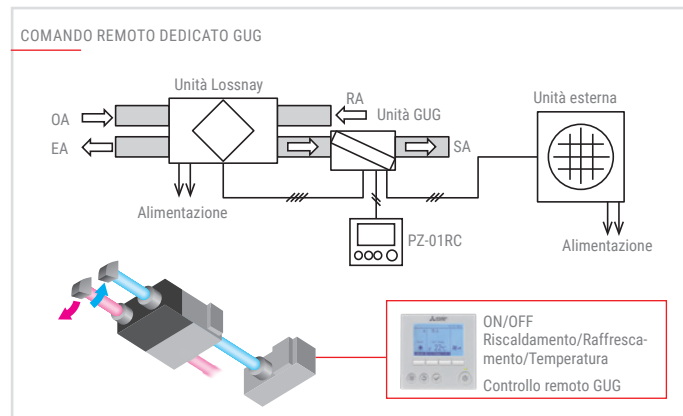 COMANDO REMOTO DEDICATO GUG
Unità Lossnay
RA
Unità GUG
Unità esterna
OA
EA
SA
Alimentazione
PZ-01RC
Alimentazione
ON/OFF
Riscaldamento/Raffresca-
mento/Temperatura
Controllo remoto GUG